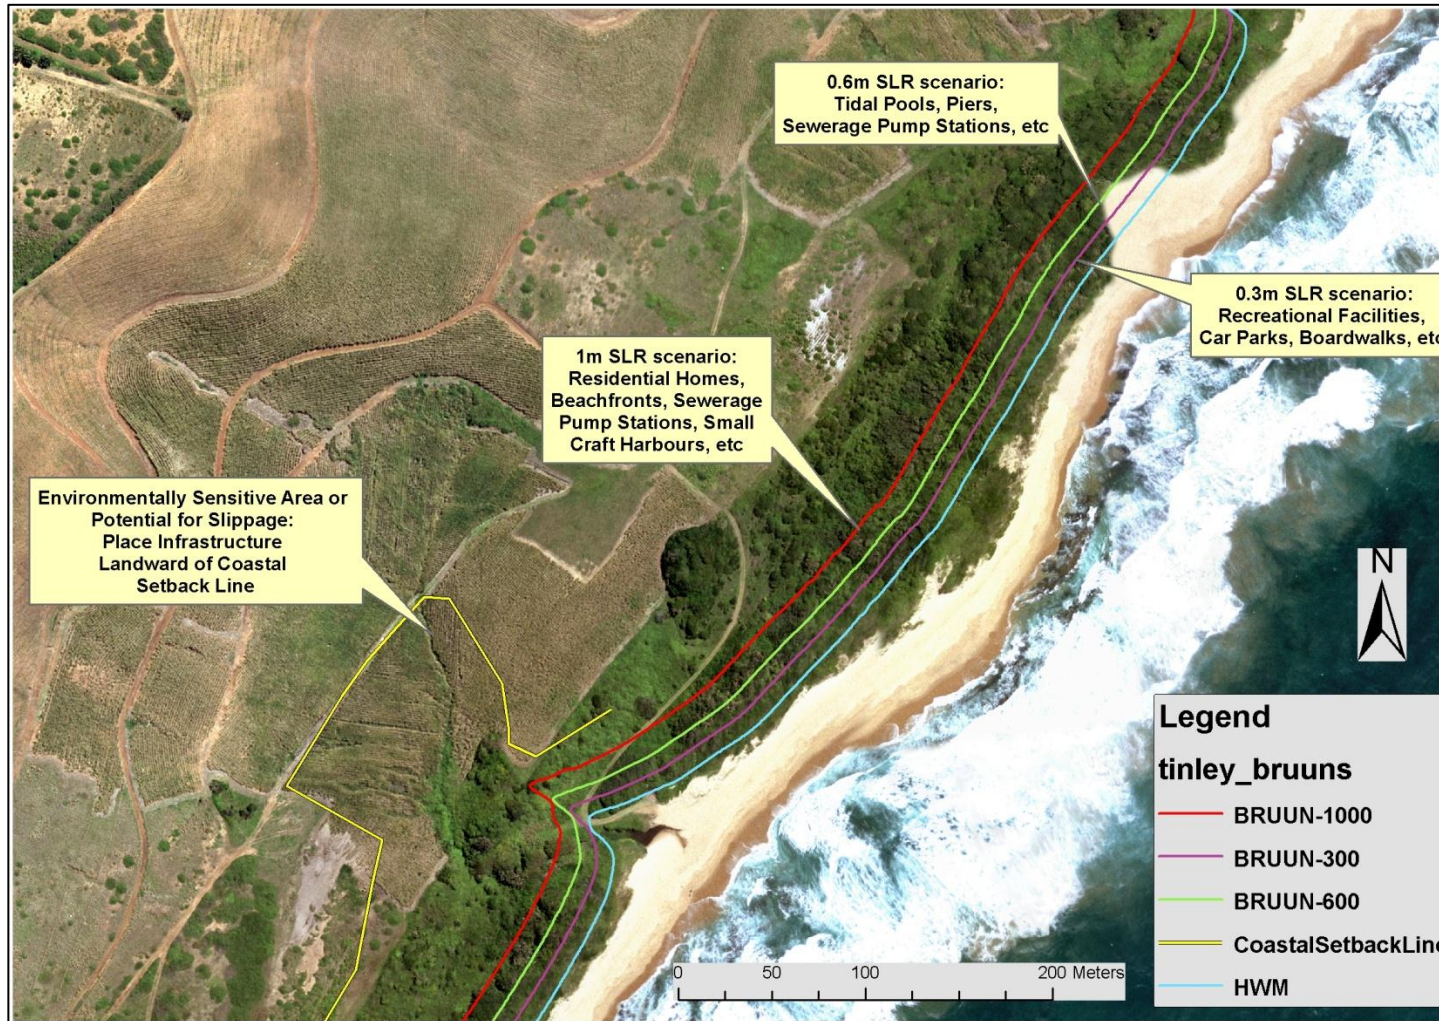 0.6m SLR scenario:
Tidal Pools, Piers,
Sewerage Pump Stations, etc
0.3m SLR scenario:
Recreational Facilities,
Car Parks, Boardwalks, etc
1m SLR scenario:
Residential Homes,
Beachfronts, Sewerage
Pump Stations, Small
Craft Harbours, etc
Environmentally Sensitive Area or
Potential for Slippage:
Place Infrastructure
Landward of Coastal
Setback Line
N
Legend
tinley_bruuns
BRUUN-1000
BRUUN-300
BRUUN-600
CoastalSetbackLine
HWM
0 50 100 200 Meters